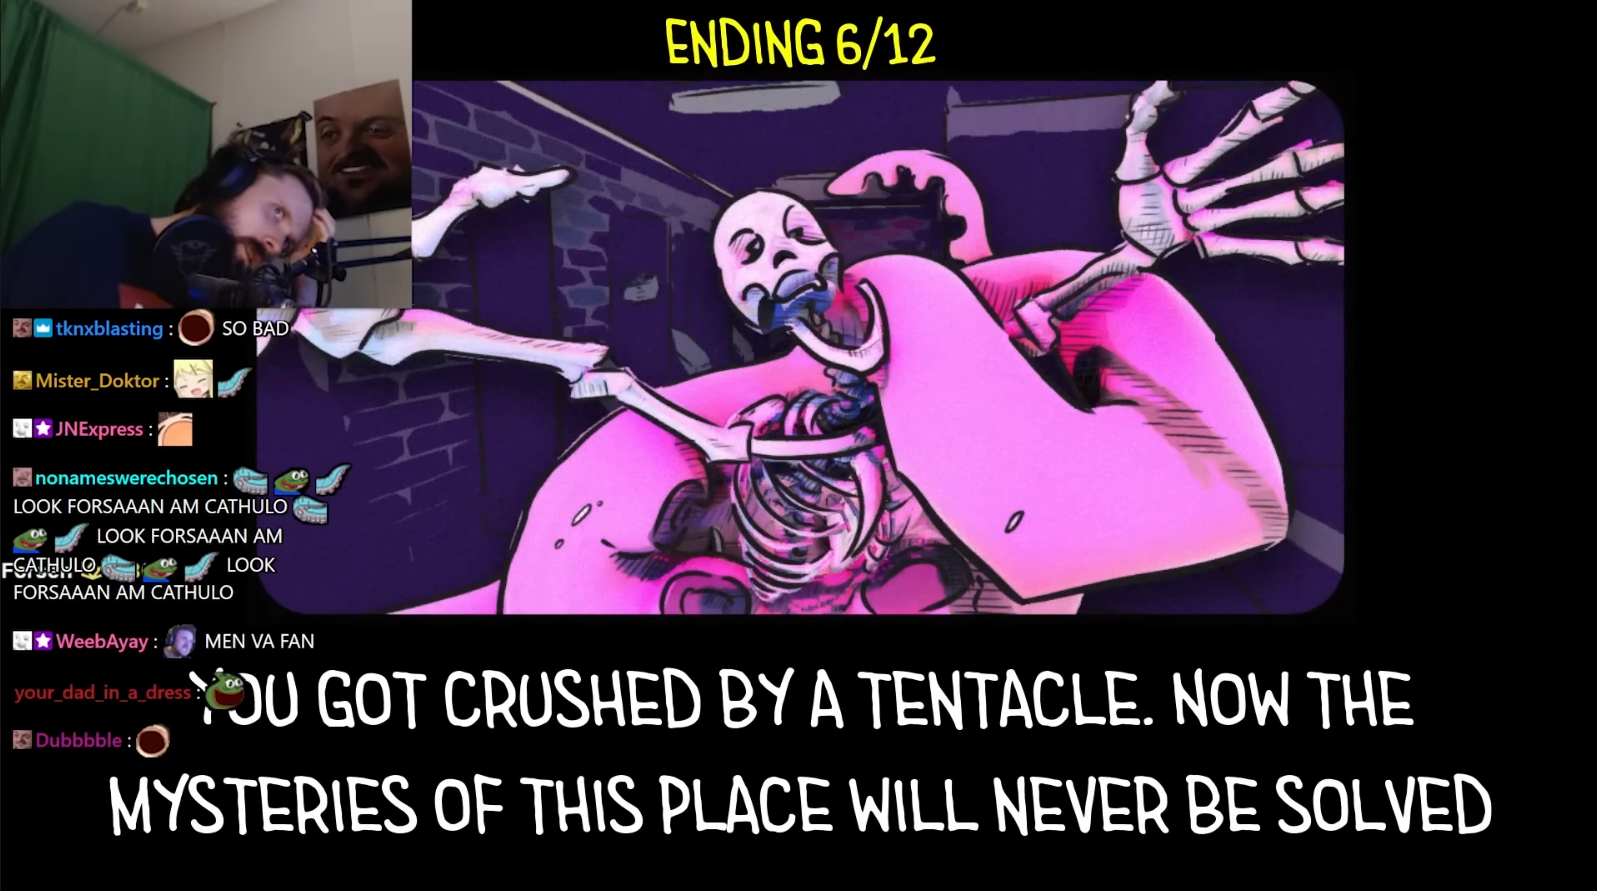 ENDING 6/12
tknxblasting : SO BAD
Mister_Doktor :
JNExpress :
nonameswerechosen :
LOOK FORSAAAN AM CATHULO
LOOK FORSAAAN AM
CATHULO LOOK
FORSAAAN AM CATHULO
WeebAyay : MEN VA FAN
your_dad_in_a_dress :
Dubbbble :
YOU GOT CRUSHED BY A TENTACLE. NOW THE
MYSTERIES OF THIS PLACE WILL NEVER BE SOLVED